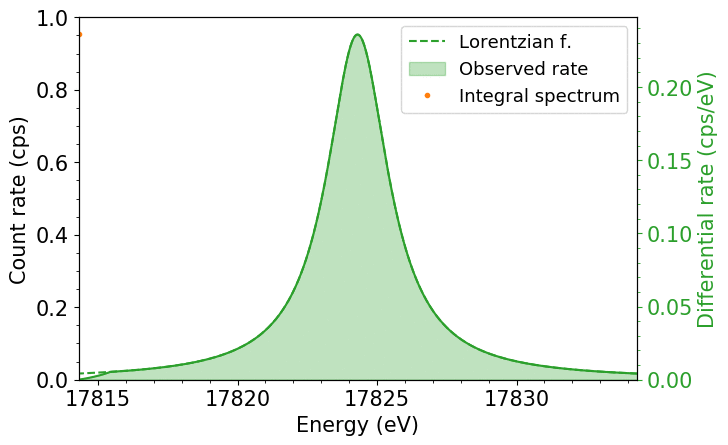 Count rate (cps)
1.0
0.8
0.6
0.4
0.2
0.0
Lorentzian f.
Observed rate
Integral spectrum
0.20
0.15
0.10
0.05
0.00
Differential rate (cps/eV)
17815
17820
17825
17830
Energy (eV)